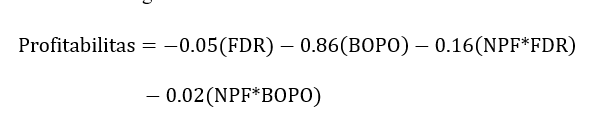 Profitabilitas = −0.05(FDR) − 0.86(BOPO) − 0.16(NPF*FDR)
− 0.02(NPF*BOPO)